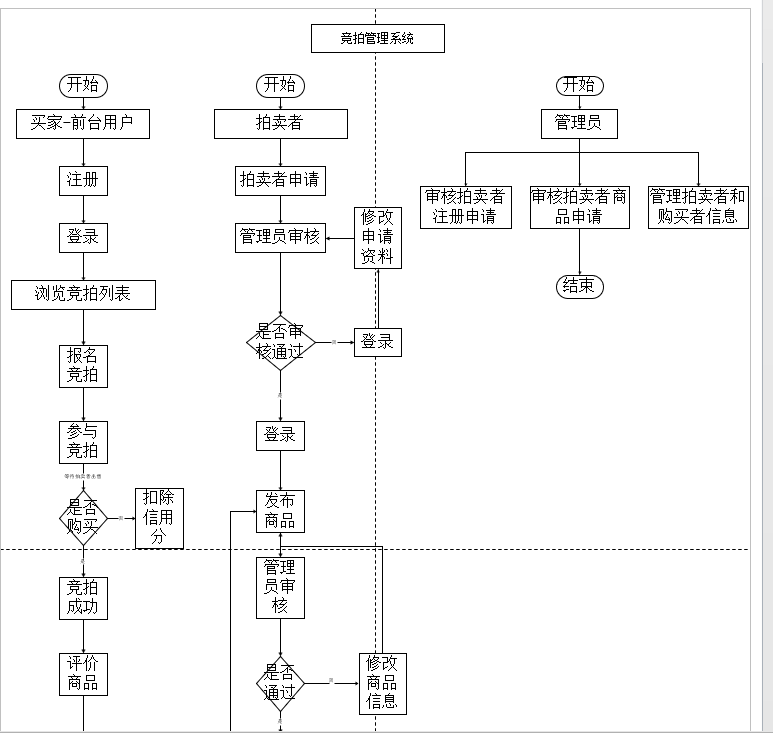 竞拍管理系统
开始
买家-前台用户
注册
登录
浏览竞拍列表
报名
竞拍
参与
竞拍
是否
购买
否
扣除
信用
分
是
竞拍
成功
评价
商品
开始
拍卖者
拍卖者申请
管理员审核
修改
申请
资料
是否审
核通过
否
登录
是
登录
发布
商品
管理
员审
核
是否
通过
否
修改
商品
信息
是
开始
管理员
审核拍卖者
注册申请
审核拍卖者商
品申请
管理拍卖者和
购买者信息
结束